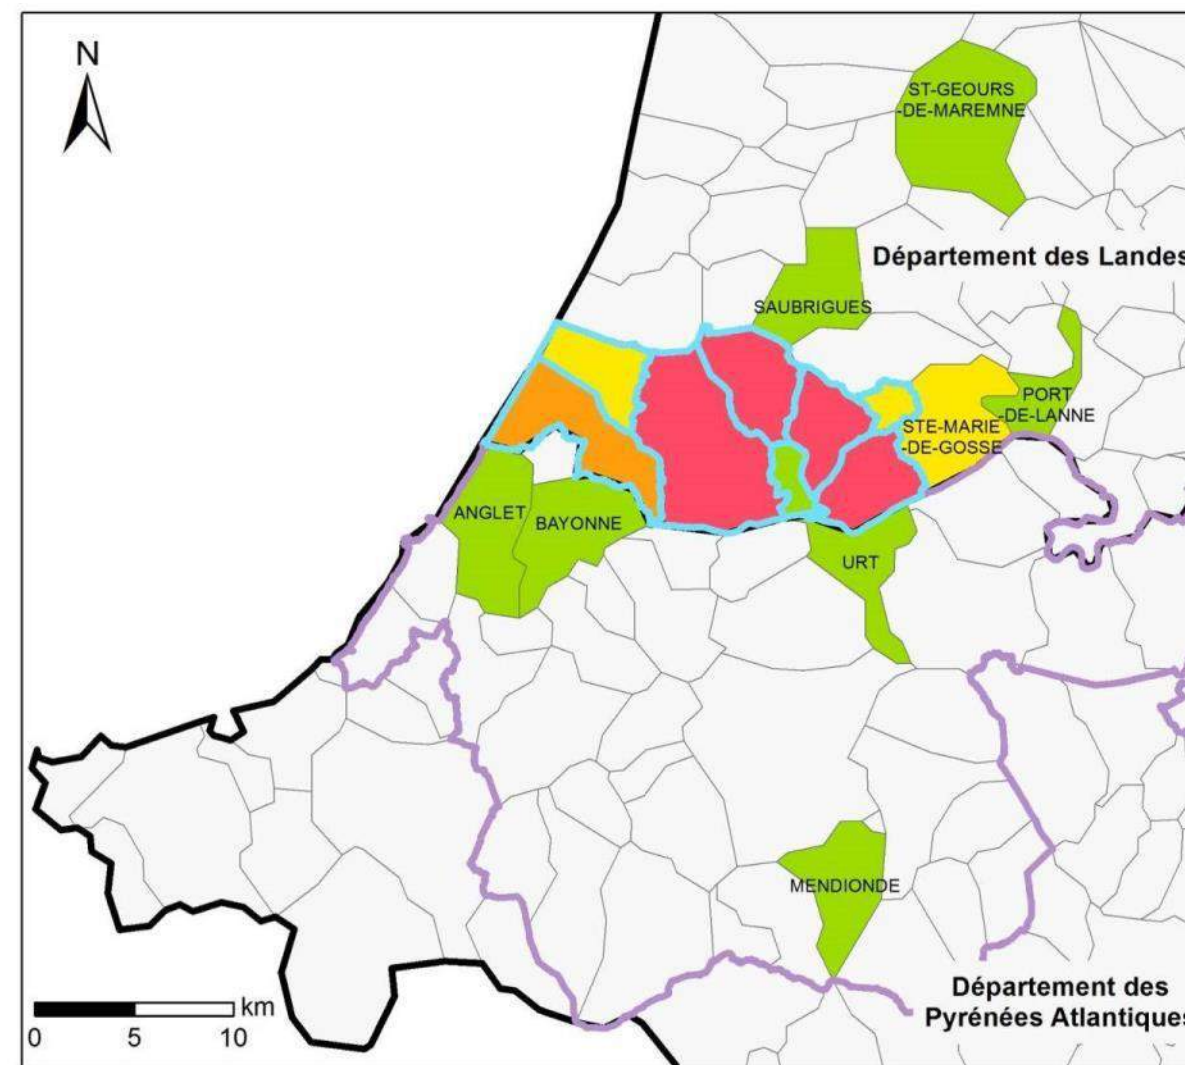 N
ST-GEOURS
-DE-MAREMNE
Département des Landes
SAUBRIGUES
PORT
-DE-LANNE
STE-MARIE
-DE-GOSSE
ANGLET
BAYONNE
URT
MENDIONDE
Département des
Pyrénées Atlantiques
km
0 5 10